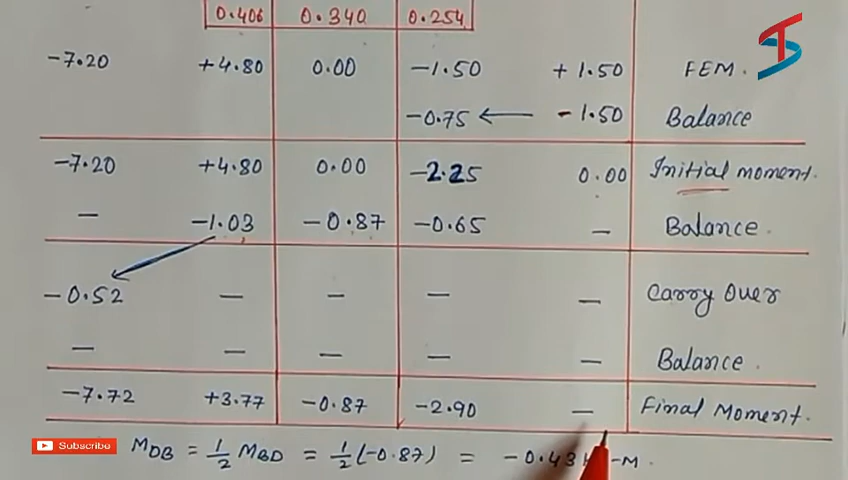 0.406 0.340 0.254
-7.20 +4.80 0.00 -1.50 +1.50 FEM.
-0.75 ← -1.50 Balance
-7.20 +4.80 0.00 -2.25 0.00 Initial moment.
— -1.03 -0.87 -0.65 — Balance.
-0.52 — — — — Carry Over
— — — — — Balance.
-7.72 +3.77 -0.87 -2.90 — Final Moment.
Subscribe MDB = 1/2 MBD = 1/2 (-0.87) = -0.43 -M.